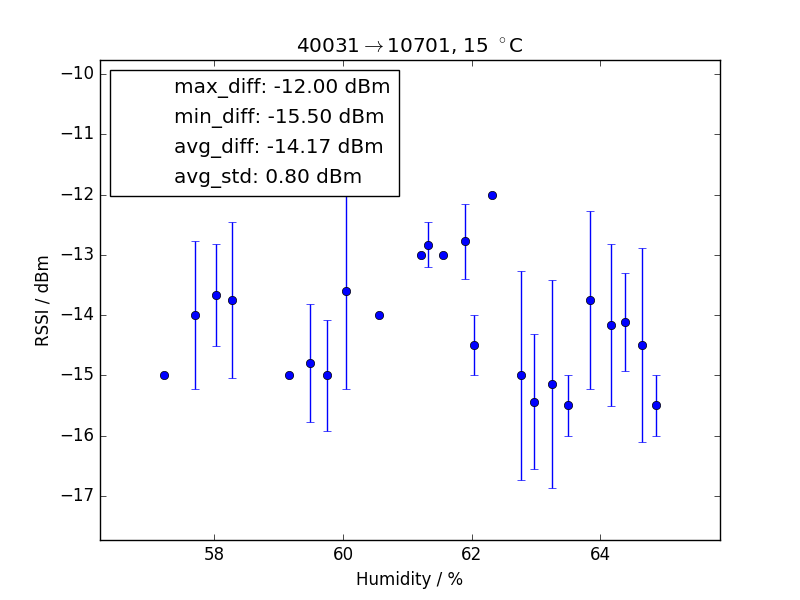 40031→10701, 15 °C
max_diff: -12.00 dBm
min_diff: -15.50 dBm
avg_diff: -14.17 dBm
avg_std: 0.80 dBm
−10
−11
−12
−13
−14
−15
−16
−17
RSSI / dBm
58 60 62 64
Humidity / %